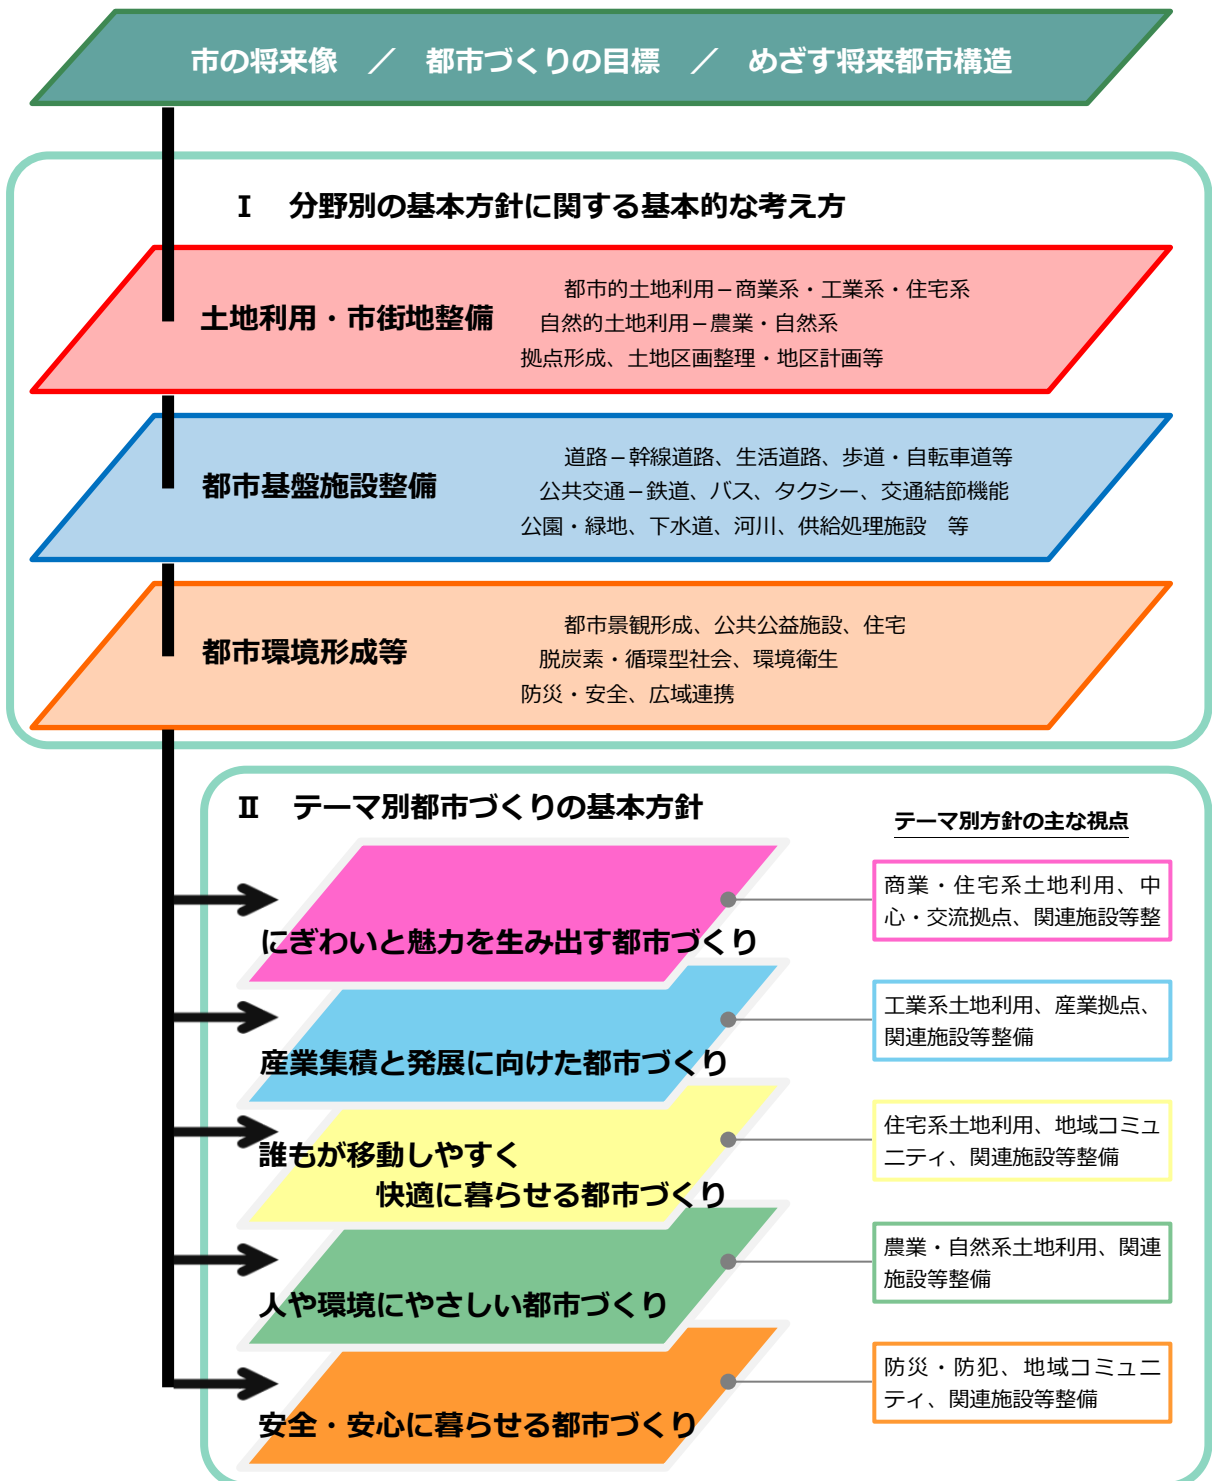 市の将来像　／　都市づくりの目標　／　めざす将来都市構造
Ⅰ　分野別の基本方針に関する基本的な考え方
土地利用・市街地整備
都市的土地利用－商業系・工業系・住宅系
自然的土地利用－農業・自然系
拠点形成、土地区画整理・地区計画等
都市基盤施設整備
道路－幹線道路、生活道路、歩道・自転車道等
公共交通－鉄道、バス、タクシー、交通結節機能
公園・緑地、下水道、河川、供給処理施設　等
都市環境形成等
都市景観形成、公共公益施設、住宅
脱炭素・循環型社会、環境衛生
防災・安全、広域連携
Ⅱ　テーマ別都市づくりの基本方針
テーマ別方針の主な視点
にぎわいと魅力を生み出す都市づくり
商業・住宅系土地利用、中
心・交流拠点、関連施設等整
産業集積と発展に向けた都市づくり
工業系土地利用、産業拠点、
関連施設等整備
誰もが移動しやすく
快適に暮らせる都市づくり
住宅系土地利用、地域コミュ
ニティ、関連施設等整備
人や環境にやさしい都市づくり
農業・自然系土地利用、関連
施設等整備
安全・安心に暮らせる都市づくり
防災・防犯、地域コミュニ
ティ、関連施設等整備